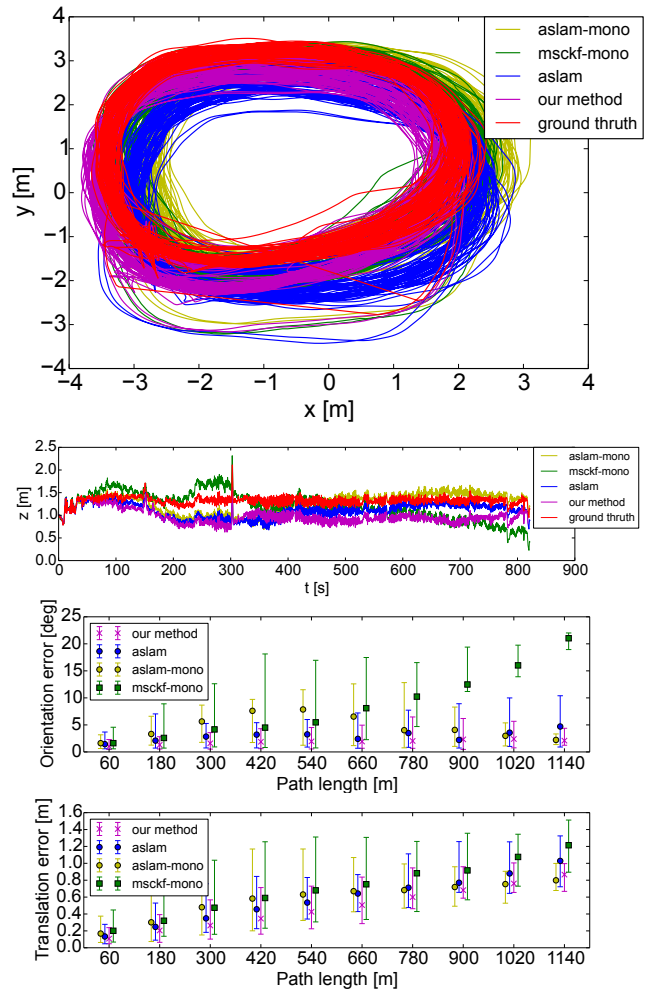 aslam-mono
msckf-mono
aslam
our method
ground thruth
4
3
2
1
0
−1
−2
−3
−4
y [m]
−4 −3 −2 −1 0 1 2 3 4
x [m]
2.5
2.0
1.5
1.0
0.5
0.0
z [m]
aslam-mono
msckf-mono
aslam
our method
ground thruth
0 100 200 300 400 500 600 700 800 900
t [s]
25
20
15
10
5
0
Orientation error [deg]
our method
aslam
aslam-mono
msckf-mono
60 180 300 420 540 660 780 900 1020 1140
Path length [m]
1.6
1.4
1.2
1.0
0.8
0.6
0.4
0.2
0.0
Translation error [m]
our method
aslam
aslam-mono
msckf-mono
60 180 300 420 540 660 780 900 1020 1140
Path length [m]